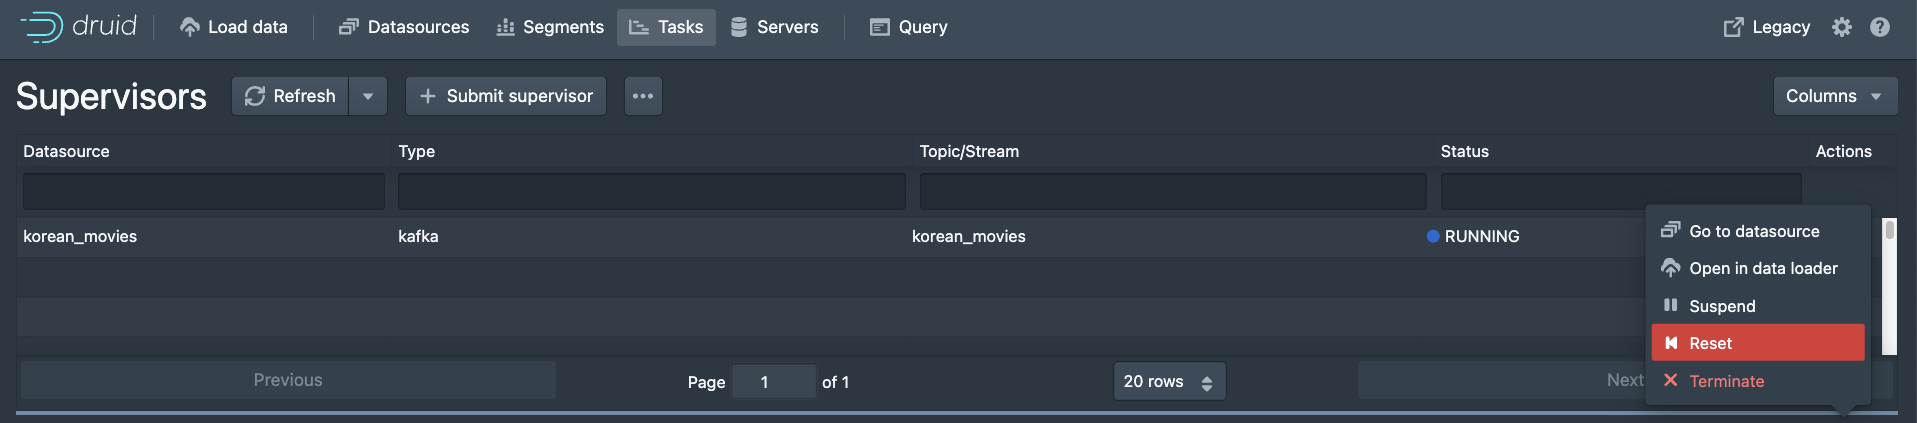 druid Load data Datasources Segments Tasks Servers Query Legacy
Supervisors Refresh Submit supervisor Columns
Datasource Type Topic/Stream Status Actions
korean_movies kafka korean_movies RUNNING
Go to datasource
Open in data loader
Suspend
Reset
Terminate
Previous Page 1 of 1 20 rows Next